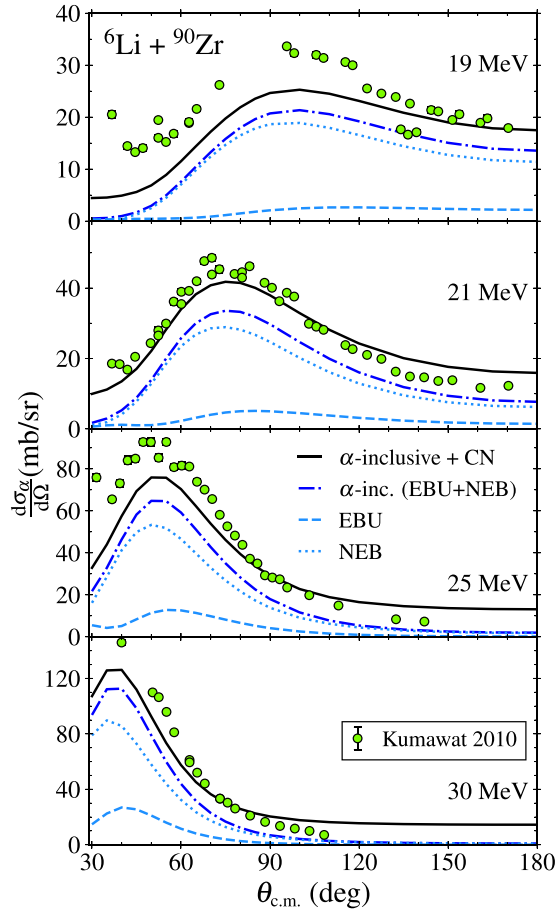 ⁶Li + ⁹⁰Zr
19 MeV
40
30
20
10
0
21 MeV
40
20
0
α-inclusive + CN
α-inc. (EBU+NEB)
EBU
NEB
25 MeV
80
60
40
20
0
dσα/dΩ (mb/sr)
Kumawat 2010
30 MeV
120
80
40
0
30 60 90 120 150 180
θc.m. (deg)